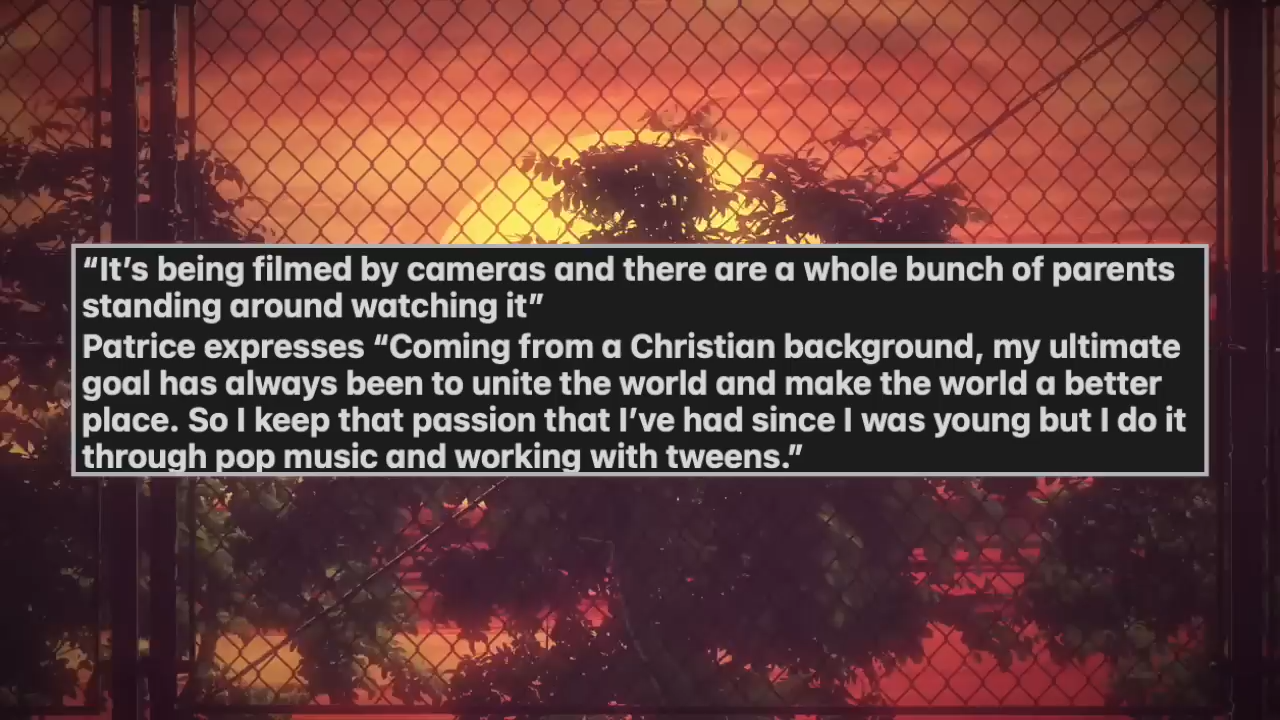 “It’s being filmed by cameras and there are a whole bunch of parents
standing around watching it”
Patrice expresses “Coming from a Christian background, my ultimate
goal has always been to unite the world and make the world a better
place. So I keep that passion that I’ve had since I was young but I do it
through pop music and working with tweens.”